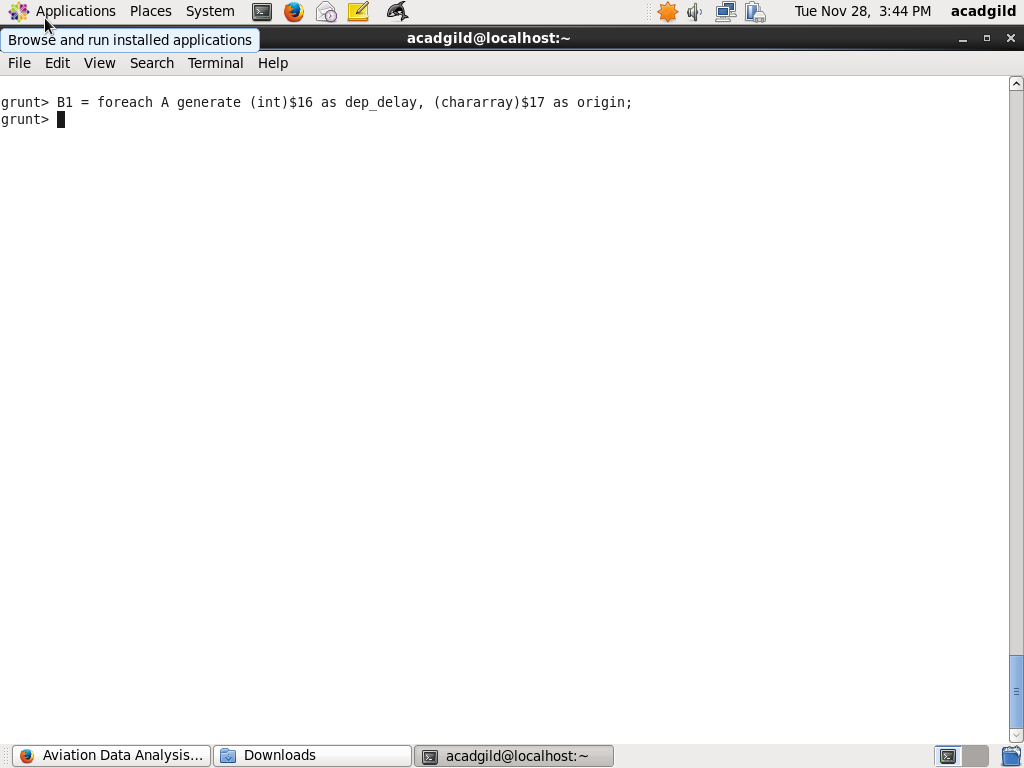 Applications Places System Tue Nov 28, 3:44 PM acadgild
Browse and run installed applications acadgild@localhost:~
File Edit View Search Terminal Help
grunt> B1 = foreach A generate (int)$16 as dep_delay, (chararray)$17 as origin;
grunt>
Aviation Data Analysis... Downloads acadgild@localhost:~